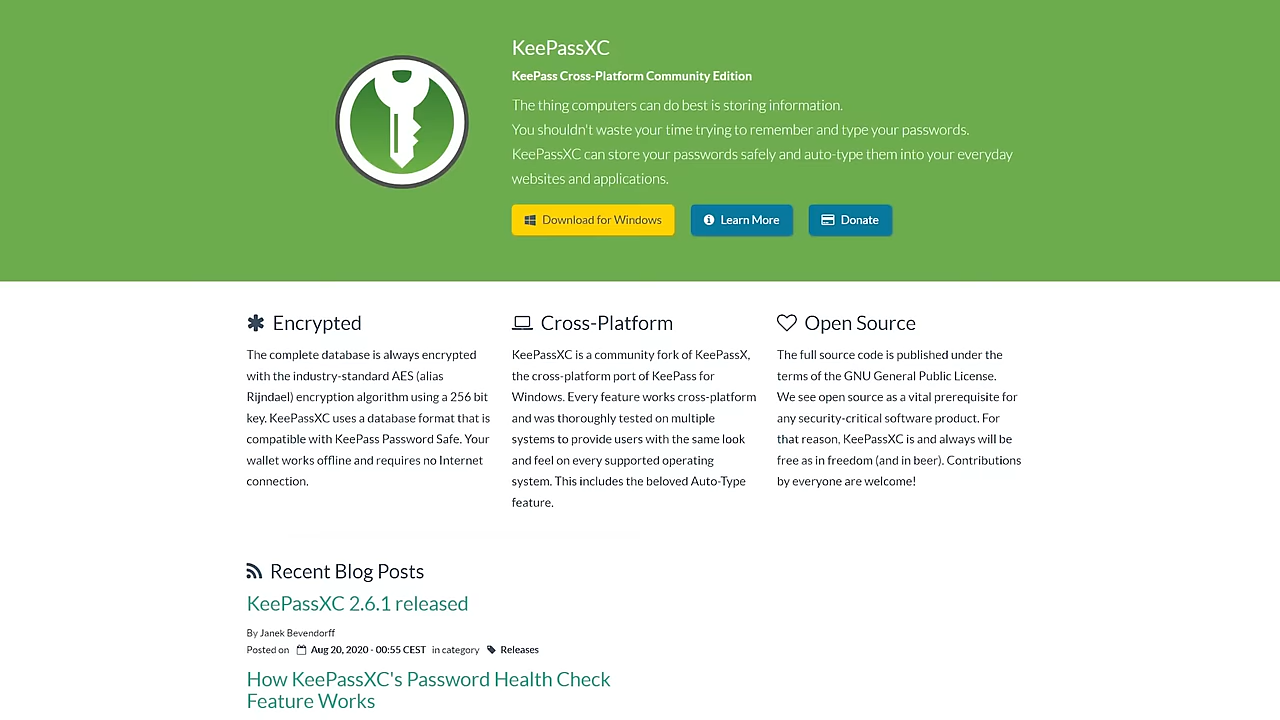 KeePassXC
KeePass Cross-Platform Community Edition
The thing computers can do best is storing information.
You shouldn't waste your time trying to remember and type your passwords.
KeePassXC can store your passwords safely and auto-type them into your everyday
websites and applications.
Download for Windows
Learn More
Donate
Encrypted
The complete database is always encrypted
with the industry-standard AES (alias
Rijndael) encryption algorithm using a 256 bit
key. KeePassXC uses a database format that is
compatible with KeePass Password Safe. Your
wallet works offline and requires no Internet
connection.
Cross-Platform
KeePassXC is a community fork of KeePassX,
the cross-platform port of KeePass for
Windows. Every feature works cross-platform
and was thoroughly tested on multiple
systems to provide users with the same look
and feel on every supported operating
system. This includes the beloved Auto-Type
feature.
Open Source
The full source code is published under the
terms of the GNU General Public License.
We see open source as a vital prerequisite for
any security-critical software product. For
that reason, KeePassXC is and always will be
free as in freedom (and in beer). Contributions
by everyone are welcome!
Recent Blog Posts
KeePassXC 2.6.1 released
By Janek Bevendorff
Posted on Aug 20, 2020 - 00:55 CEST in category Releases
How KeePassXC's Password Health Check
Feature Works